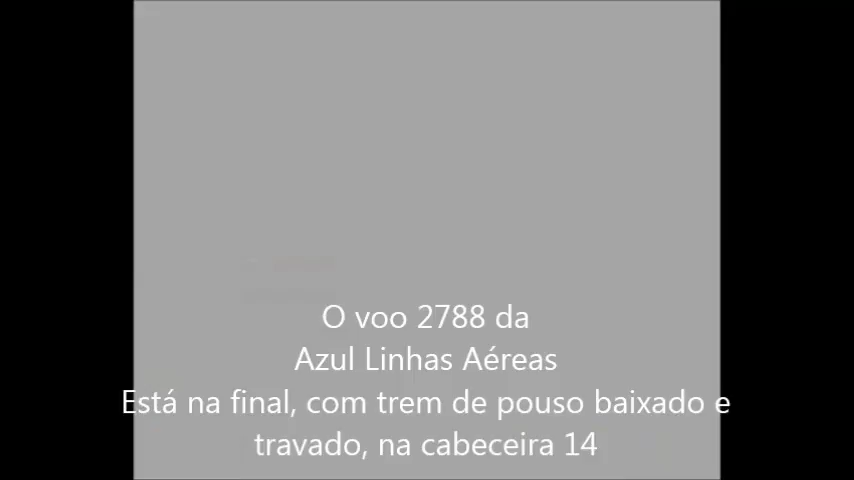 O voo 2788 da
Azul Linhas Aéreas
Está na final, com trem de pouso baixado e
travado, na cabeceira 14